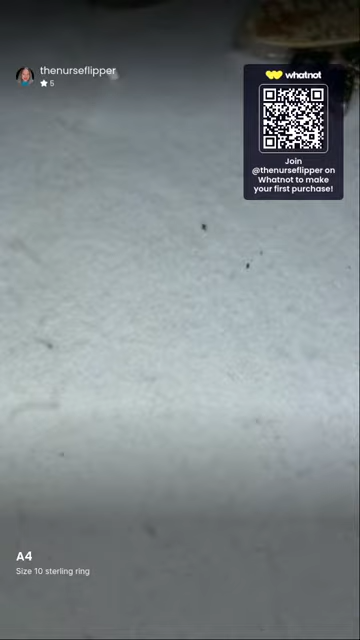 thenurseflipper
★ 5
whatnot
Join
@thenurseflipper on
Whatnot to make
your first purchase!
A4
Size 10 sterling ring